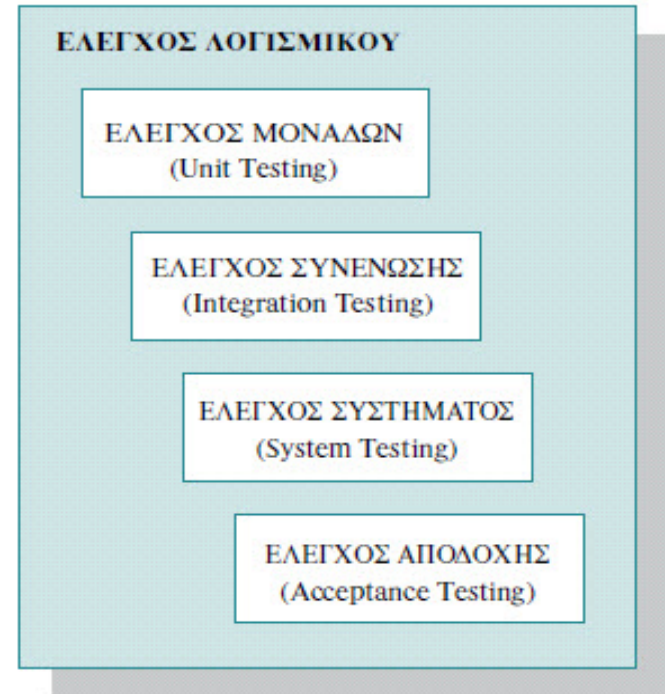 ΕΛΕΓΧΟΣ ΛΟΓΙΣΜΙΚΟΥ
ΕΛΕΓΧΟΣ ΜΟΝΑΔΩΝ
(Unit Testing)
ΕΛΕΓΧΟΣ ΣΥΝΕΝΩΣΗΣ
(Integration Testing)
ΕΛΕΓΧΟΣ ΣΥΣΤΗΜΑΤΟΣ
(System Testing)
ΕΛΕΓΧΟΣ ΑΠΟΔΟΧΗΣ
(Acceptance Testing)